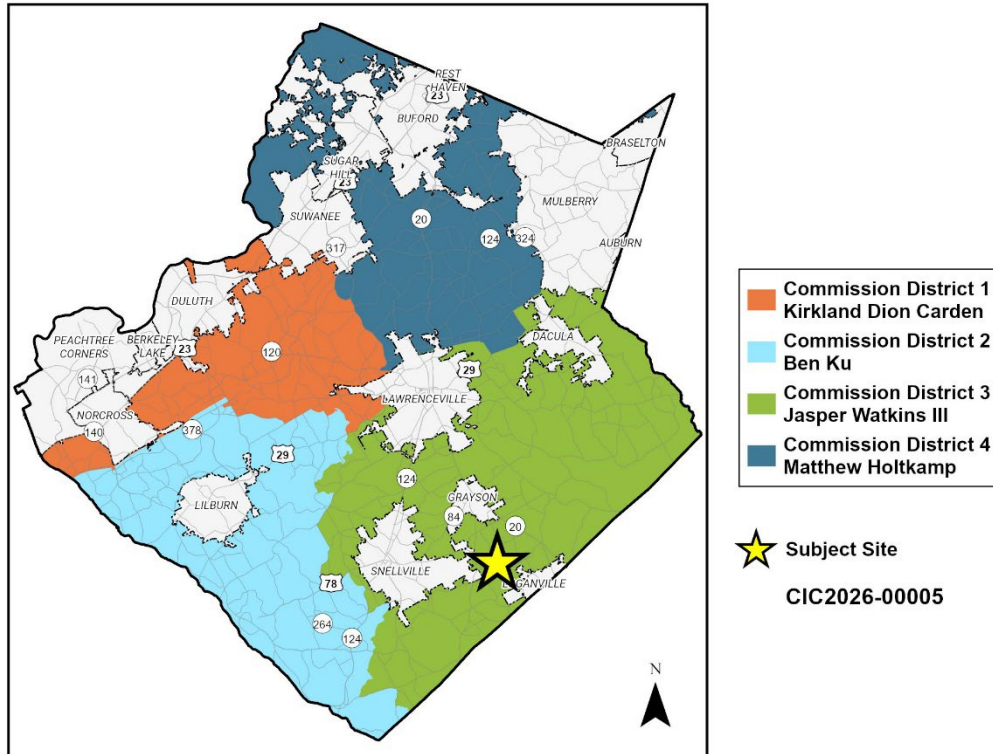 REST
HAVEN
23
BUFORD
BRASELTON
SUGAR
HILL
23
SUWANEE
MULBERRY
20
124
324
317
AUBURN
DULUTH
PEACHTREE
CORNERS
BERKELEY
LAKE
23
120
DACULA
141
29
LAWRENCEVILLE
NORCROSS
140
378
29
124
GRAYSON
LILBURN
84
20
SNELLVILLE
78
264
124
N
Commission District 1
Kirkland Dion Carden
Commission District 2
Ben Ku
Commission District 3
Jasper Watkins III
Commission District 4
Matthew Holtkamp
Subject Site
CIC2026-00005